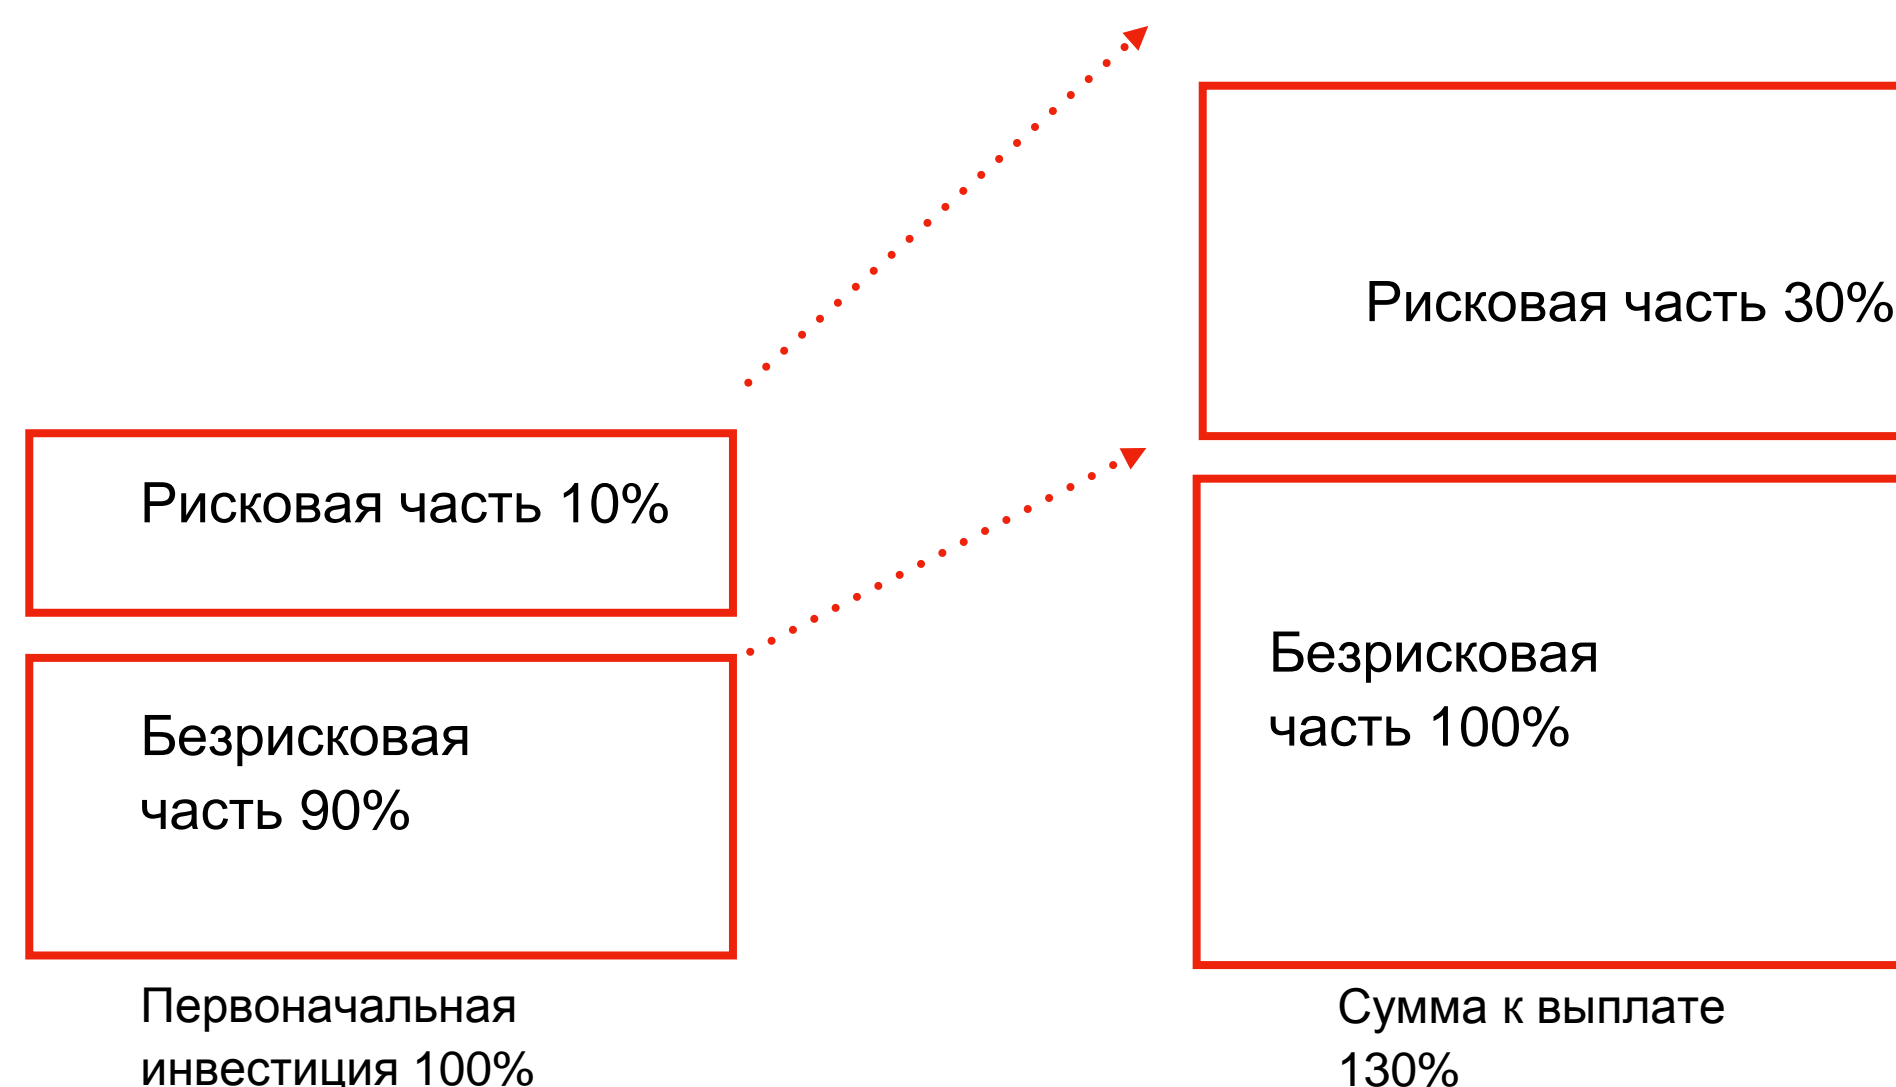 Рисковая часть 10%
Безрисковая
часть 90%
Первоначальная
инвестиция 100%
Рисковая часть 30%
Безрисковая
часть 100%
Сумма к выплате
130%